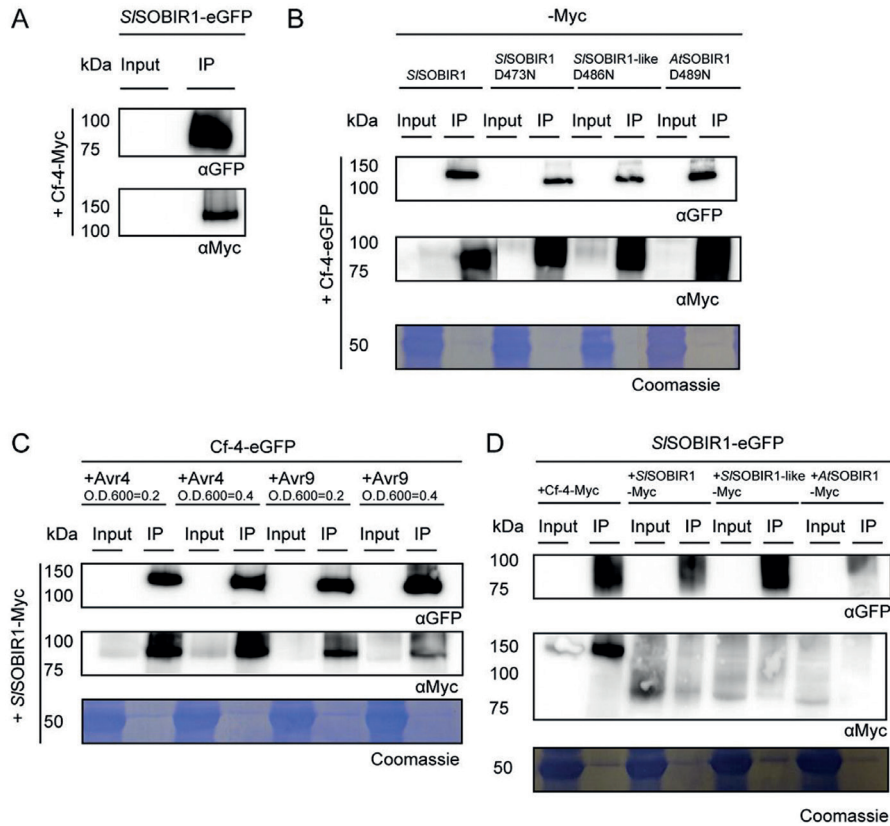 A
SlSOBIR1-eGFP
kDa
Input
IP
+ Cf-4-Myc
100
75
αGFP
150
100
αMyc
B
-Myc
SlSOBIR1
SlSOBIR1
D473N
SlSOBIR1-like
D486N
AtSOBIR1
D489N
kDa
Input IP Input IP Input IP Input IP
+ Cf-4-eGFP
150
100
αGFP
100
75
αMyc
50
Coomassie
C
Cf-4-eGFP
+Avr4
O.D.600=0.2
+Avr4
O.D.600=0.4
+Avr9
O.D.600=0.2
+Avr9
O.D.600=0.4
kDa
Input IP Input IP Input IP Input IP
+ SlSOBIR1-Myc
150
100
αGFP
100
75
αMyc
50
Coomassie
D
SlSOBIR1-eGFP
+Cf-4-Myc
+SlSOBIR1
-Myc
+SlSOBIR1-like
-Myc
+AtSOBIR1
-Myc
kDa
Input IP Input IP Input IP Input IP
100
75
αGFP
150
100
75
αMyc
50
Coomassie